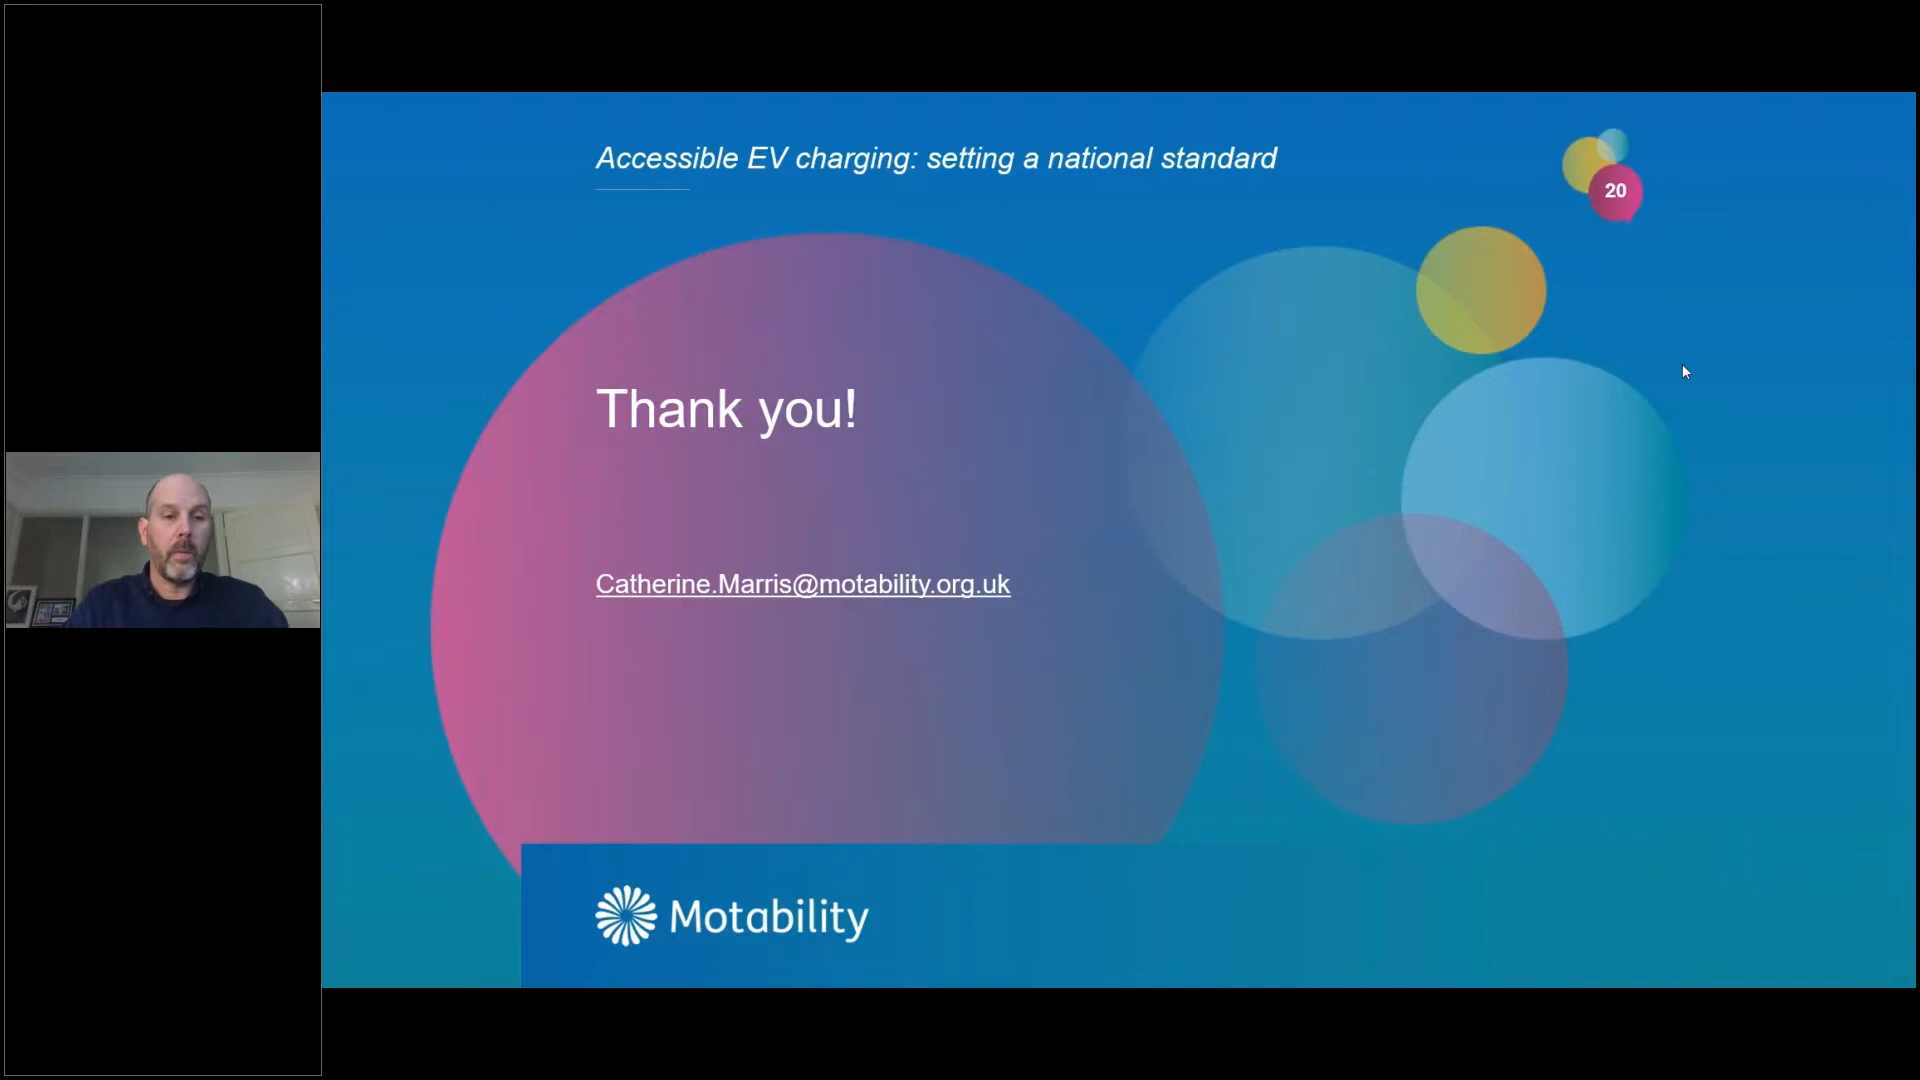 Accessible EV charging: setting a national standard
20
Thank you!
Catherine.Marris@motability.org.uk
Motability